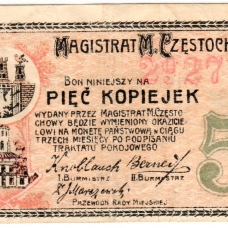 MAGISTRAT M. CZĘSTOCH
27
BON NINIEJSZY NA
PIĘĆ KOPIEJEK
WYDANY PRZEZ MAGISTRAT M. CZĘSTO
CHOWY. BĘDZIE WYMIENIONY OKAZICIE-
LOWI NA MONETĘ PAŃSTWOWĄ W CIĄGU
TRZECH MIESIĘCY PO PODPISANIU
TRAKTATU POKOJOWEGO
5
I. BURMISTRZ II. BURMISTRZ
PRZEWODN. RADY MIEJSKIEJ